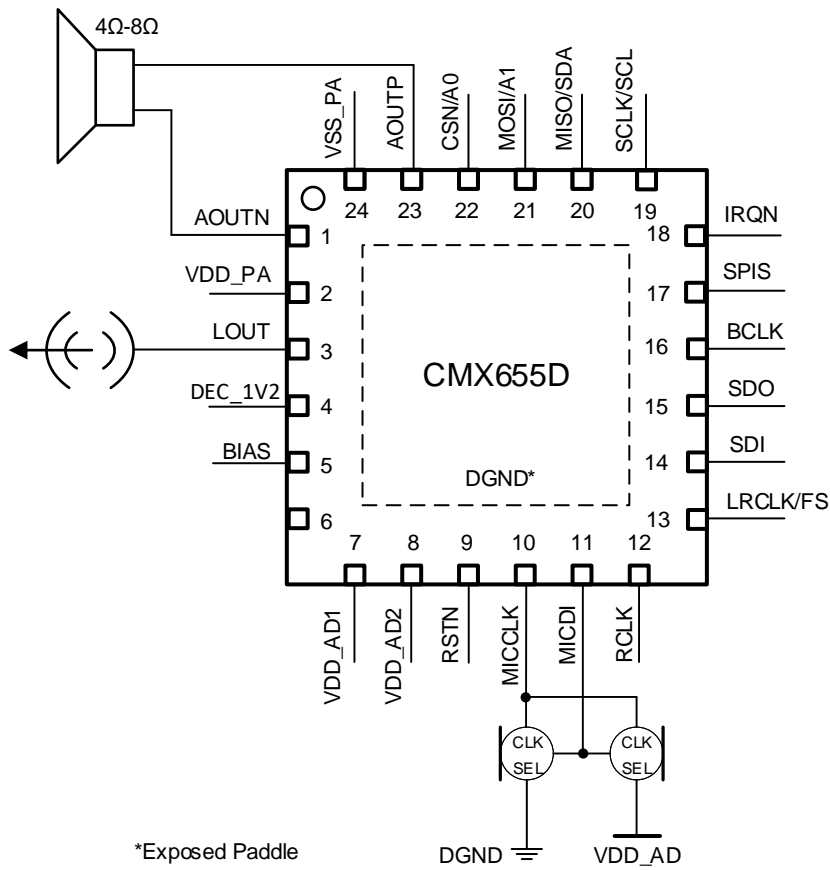 4Ω-8Ω
VSS_PA
AOUTP
CSN/A0
MOSI/A1
MISO/SDA
SCLK/SCL
24
23
22
21
20
19
AOUTN
1
18
IRQN
VDD_PA
2
17
SPIS
LOUT
3
16
BCLK
CMX655D
DEC_1V2
4
15
SDO
BIAS
5
14
SDI
DGND*
6
13
LRCLK/FS
7
8
9
10
11
12
VDD_AD1
VDD_AD2
RSTN
MICCLK
MICDI
RCLK
CLK
SEL
CLK
SEL
*Exposed Paddle
DGND
VDD_AD